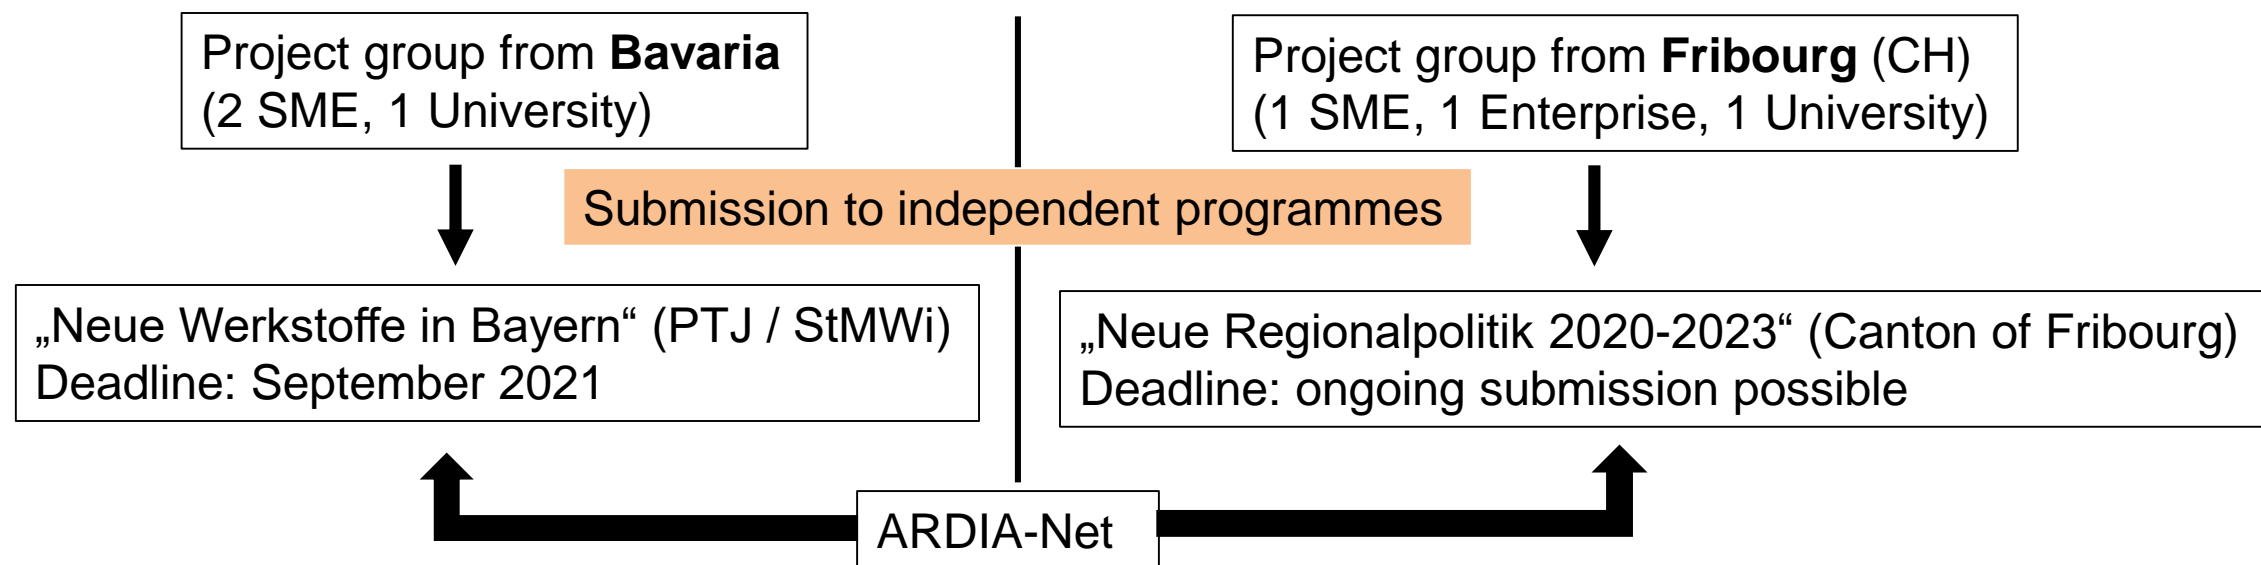 Project group from Bavaria
(2 SME, 1 University)
Project group from Fribourg (CH)
(1 SME, 1 Enterprise, 1 University)
Submission to independent programmes
„Neue Werkstoffe in Bayern“ (PTJ / StMWi)
Deadline: September 2021
„Neue Regionalpolitik 2020-2023“ (Canton of Fribourg)
Deadline: ongoing submission possible
ARDIA-Net